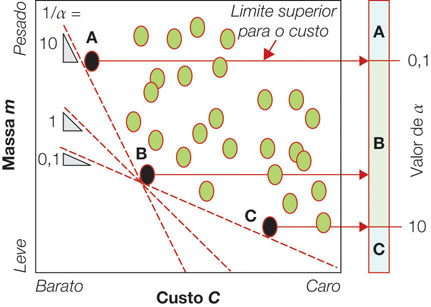 1/α =
10
1
0,1
A
B
C
Limite superior
para o custo
A
B
C
0,1
10
Valor de α
Pesado
Massa m
Leve
Barato
Custo C
Caro